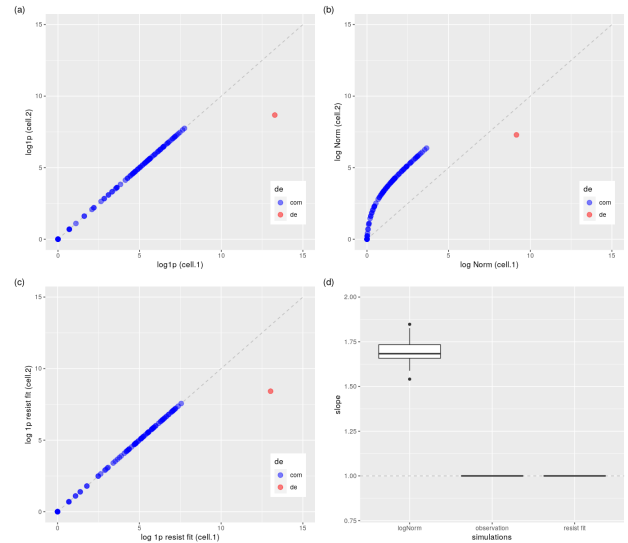 (a)
15
10
5
0
log1p (cell.2)
0
5
10
15
log1p (cell.1)
de
com
de
(b)
15
10
5
0
log Norm (cell.2)
0
5
10
15
log Norm (cell.1)
de
com
de
(c)
15
10
5
0
log 1p resist fit (cell.2)
0
5
10
15
log 1p resist fit (cell.1)
de
com
de
(d)
2.00
1.75
1.50
1.25
1.00
0.75
slope
logNorm
observation
resist fit
simulations